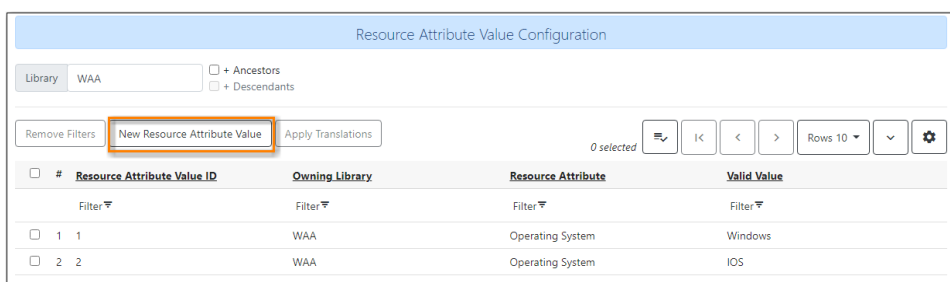 Resource Attribute Value Configuration
Library WAA + Ancestors
+ Descendants
Remove Filters New Resource Attribute Value Apply Translations 0 selected Rows 10
# Resource Attribute Value ID Owning Library Resource Attribute Valid Value
Filter Filter Filter Filter
1 1 WAA Operating System Windows
2 2 WAA Operating System IOS